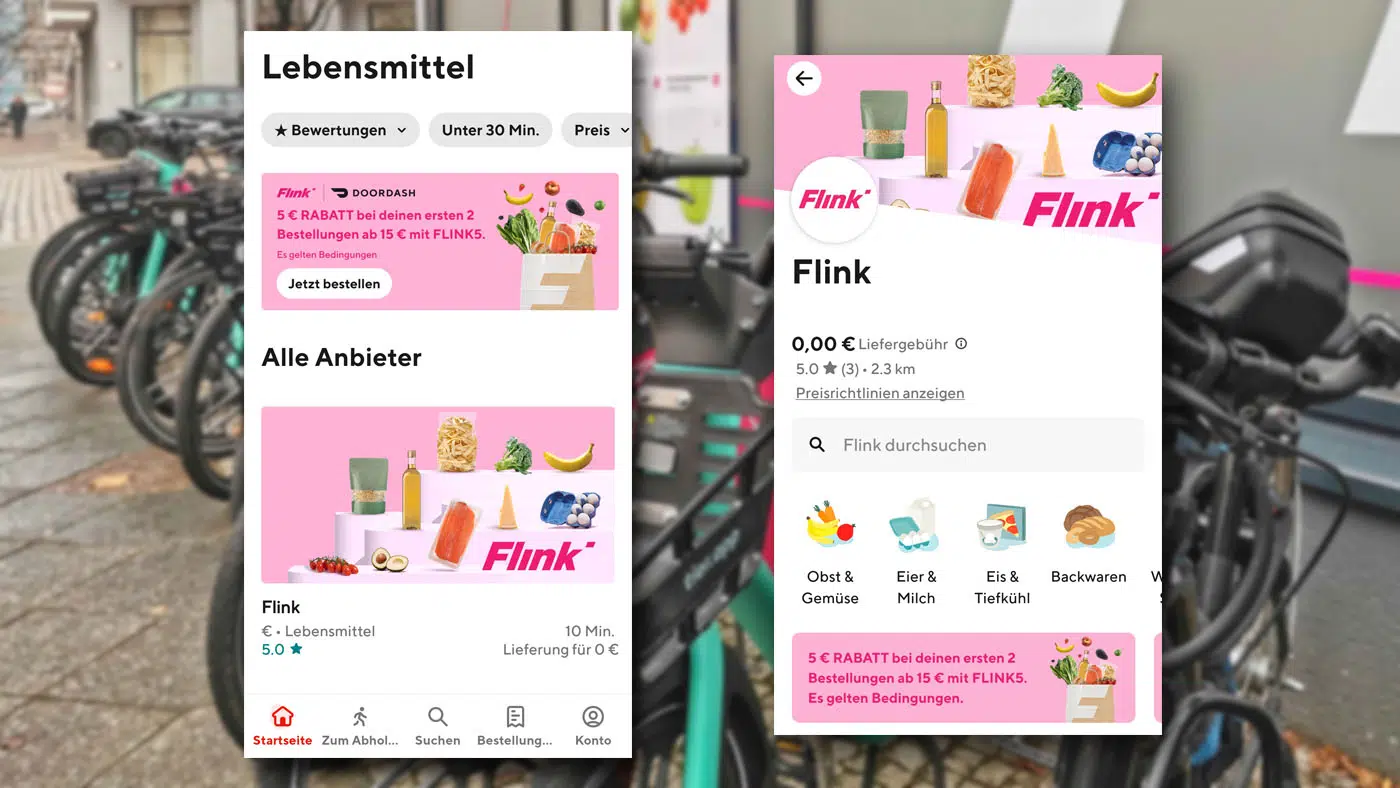 Lebensmittel
★ Bewertungen
Unter 30 Min.
Preis
Flink
DOORDASH
5 € RABATT bei deinen ersten 2
Bestellungen ab 15 € mit FLINK5.
Es gelten Bedingungen
Jetzt bestellen
Alle Anbieter
Flink
Flink
€ • Lebensmittel
10 Min.
5.0 ★
Lieferung für 0 €
Startseite
Zum Abhol...
Suchen
Bestellung...
Konto
Flink
Flink
Flink
0,00 € Liefergebühr
5.0 ★ (3) • 2.3 km
Preisrichtlinien anzeigen
Flink durchsuchen
Obst &
Gemüse
Eier &
Milch
Eis &
Tiefkühl
Backwaren
5 € RABATT bei deinen ersten 2
Bestellungen ab 15 € mit FLINK5.
Es gelten Bedingungen.